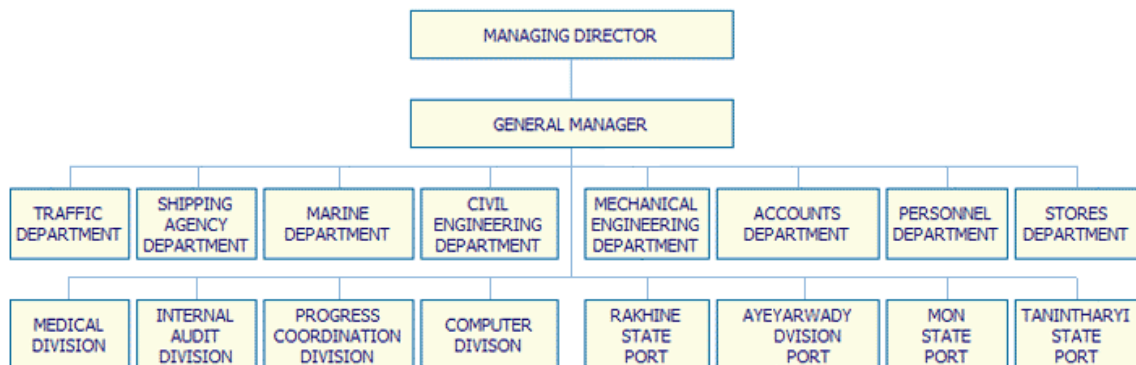 MANAGING DIRECTOR
GENERAL MANAGER
TRAFFIC
DEPARTMENT
SHIPPING
AGENCY
DEPARTMENT
MARINE
DEPARTMENT
CIVIL
ENGINEERING
DEPARTMENT
MECHANICAL
ENGINEERING
DEPARTMENT
ACCOUNTS
DEPARTMENT
PERSONNEL
DEPARTMENT
STORES
DEPARTMENT
MEDICAL
DIVISION
INTERNAL
AUDIT
DIVISION
PROGRESS
COORDINATION
DIVISION
COMPUTER
DIVISON
RAKHINE
STATE
PORT
AYEYARWADY
DVISION
PORT
MON
STATE
PORT
TANINTHARYI
STATE
PORT